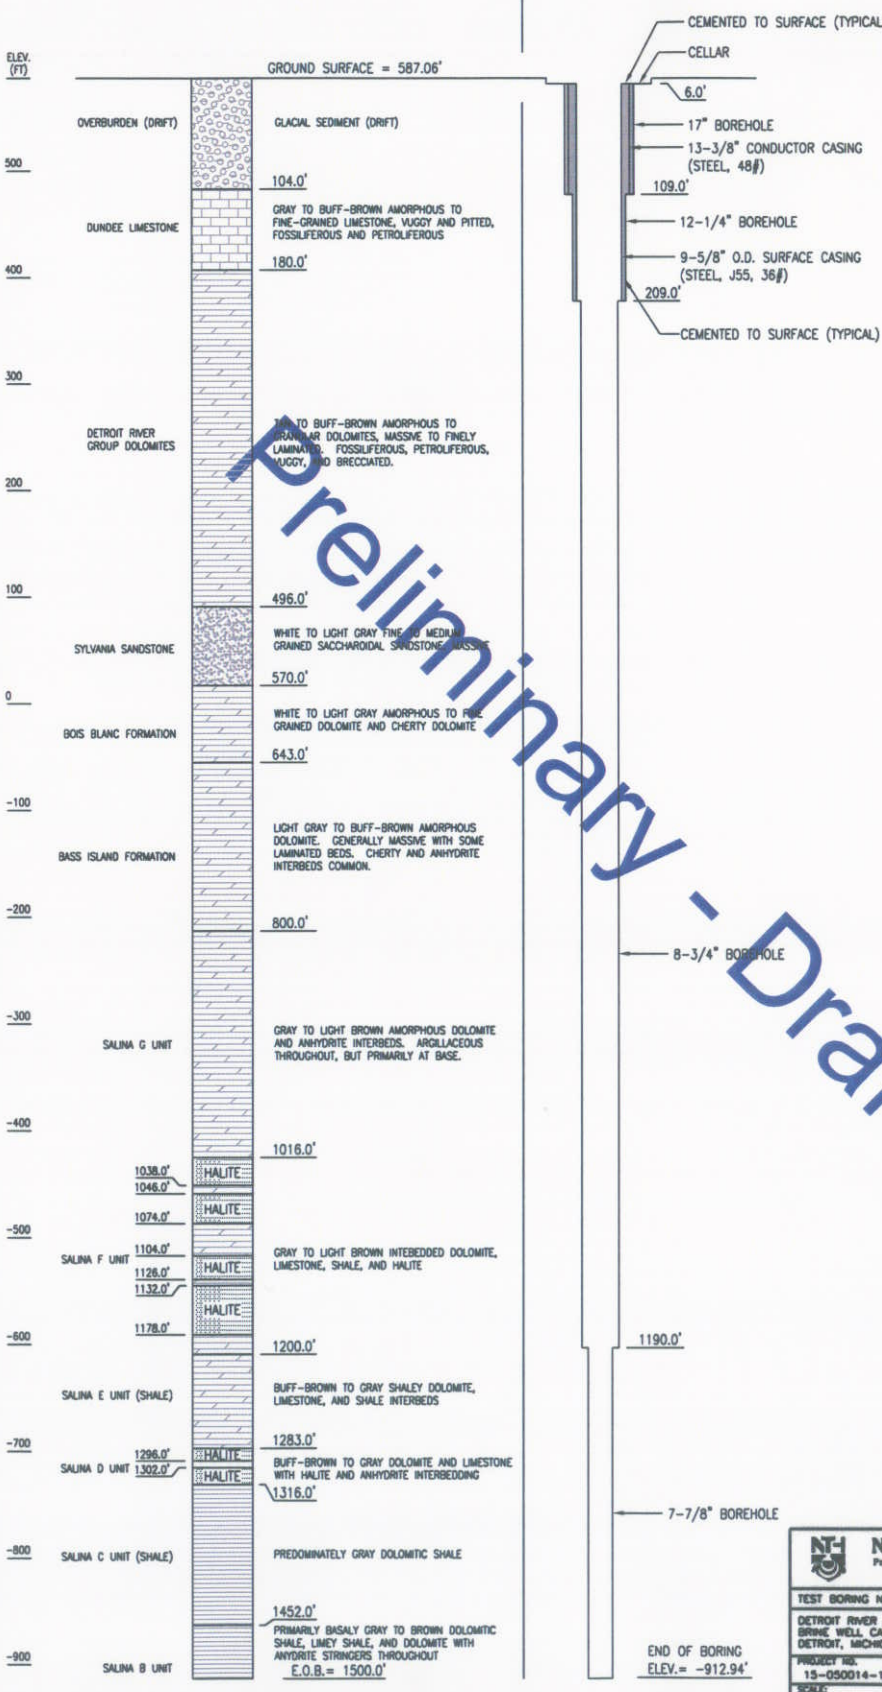 ELEV.
(FT)
GROUND SURFACE = 587.06'
OVERBURDEN (DRIFT)
GLACIAL SEDIMENT (DRIFT)
500
104.0'
DUNDEE LIMESTONE
GRAY TO BUFF-BROWN AMORPHOUS TO
FINE-GRAINED LIMESTONE, VUGGY AND PITTED,
FOSSILIFEROUS AND PETROLIFEROUS
400
180.0'
300
DETROIT RIVER
GROUP DOLOMITES
TAN TO BUFF-BROWN AMORPHOUS TO
GRANULAR DOLOMITES, MASSIVE TO FINELY
LAMINATED. FOSSILIFEROUS, PETROLIFEROUS,
VUGGY, AND BRECCIATED.
200
100
496.0'
SYLVANIA SANDSTONE
WHITE TO LIGHT GRAY FINE TO MEDIUM
GRAINED SACCHAROIDAL SANDSTONE, MASSIVE
570.0'
0
BOIS BLANC FORMATION
WHITE TO LIGHT GRAY AMORPHOUS TO FINE
GRAINED DOLOMITE AND CHERTY DOLOMITE
643.0'
-100
BASS ISLAND FORMATION
LIGHT GRAY TO BUFF-BROWN AMORPHOUS
DOLOMITE. GENERALLY MASSIVE WITH SOME
LAMINATED BEDS. CHERTY AND ANHYDRITE
INTERBEDS COMMON.
-200
800.0'
-300
SALINA G UNIT
GRAY TO LIGHT BROWN AMORPHOUS DOLOMITE
AND ANHYDRITE INTERBEDS. ARGILLACEOUS
THROUGHOUT, BUT PRIMARILY AT BASE.
-400
1016.0'
1038.0'
HALITE
1046.0'
HALITE
1074.0'
-500
SALINA F UNIT
1104.0'
HALITE
1126.0'
1132.0'
HALITE
1178.0'
GRAY TO LIGHT BROWN INTEBEDDED DOLOMITE,
LIMESTONE, SHALE, AND HALITE
-600
1200.0'
SALINA E UNIT (SHALE)
BUFF-BROWN TO GRAY SHALEY DOLOMITE,
LIMESTONE, AND SHALE INTERBEDS
-700
1283.0'
1296.0'
HALITE
SALINA D UNIT
1302.0'
HALITE
BUFF-BROWN TO GRAY DOLOMITE AND LIMESTONE
WITH HALITE AND ANHYDRITE INTERBEDDING
1316.0'
-800
SALINA C UNIT (SHALE)
PREDOMINATELY GRAY DOLOMITIC SHALE
1452.0'
PRIMARILY BASALY GRAY TO BROWN DOLOMITIC
SHALE, LIMEY SHALE, AND DOLOMITE WITH
ANYDRITE STRINGERS THROUGHOUT
-900
SALINA B UNIT
E.O.B.= 1500.0'
CEMENTED TO SURFACE (TYPICAL
CELLAR
6.0'
17" BOREHOLE
13-3/8" CONDUCTOR CASING
(STEEL, 48#)
109.0'
12-1/4" BOREHOLE
9-5/8" O.D. SURFACE CASING
(STEEL, J55, 36#)
209.0'
CEMENTED TO SURFACE (TYPICAL)
8-3/4" BOREHOLE
1190.0'
7-7/8" BOREHOLE
END OF BORING
ELEV.= -912.94'
Preliminary - Dra
NTH
TEST BORING
DETROIT RIVER
BRINE WELL CA
DETROIT, MICHI
PROJECT NO.
15-050014-1
SCALE: